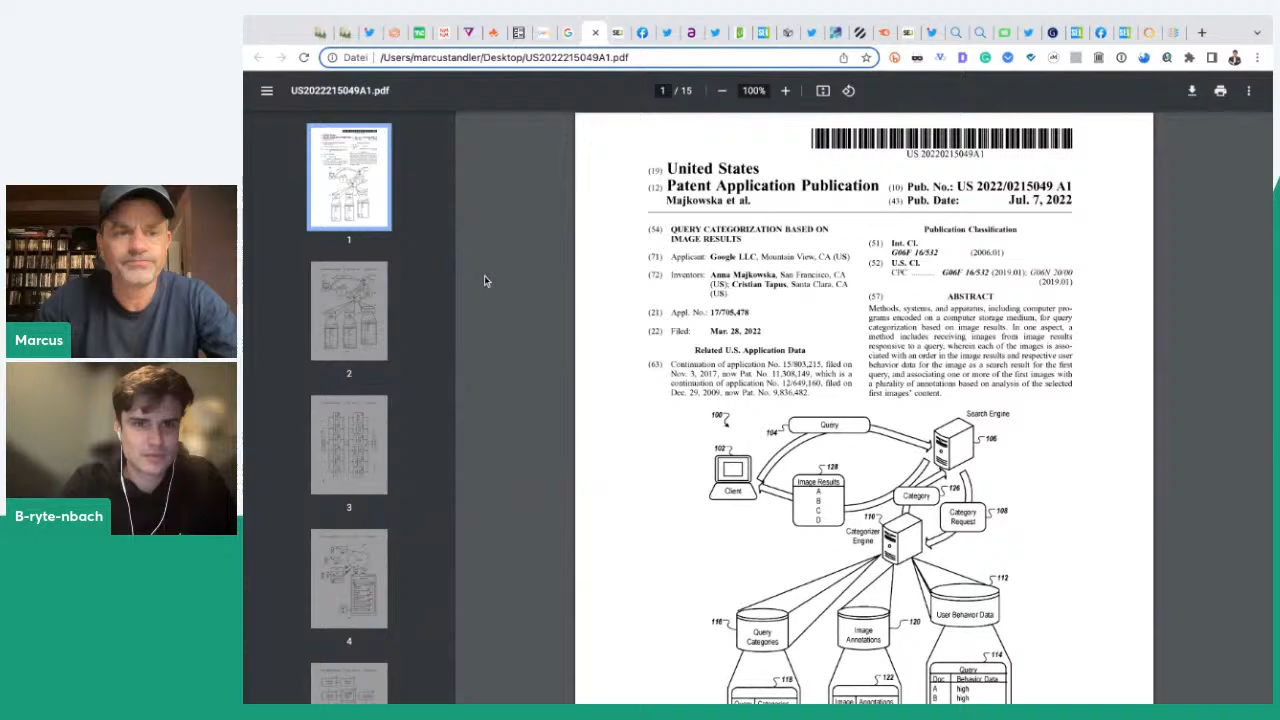 Datei
/Users/marcustandler/Desktop/US2022215049A1.pdf
US2022215049A1.pdf
1 / 15
100%
Marcus
B-ryte-nbach
1
2
3
4
US 20220215049A1
(19) United States
(12) Patent Application Publication
Majkowska et al.
(10) Pub. No.: US 2022/0215049 A1
(43) Pub. Date: Jul. 7, 2022
(54) QUERY CATEGORIZATION BASED ON
IMAGE RESULTS
(71) Applicant: Google LLC, Mountain View, CA (US)
(72) Inventors: Anna Majkowska, San Francisco, CA
(US); Cristian Tapus, Santa Clara, CA
(US)
(21) Appl. No.: 17/705,478
(22) Filed: Mar. 28, 2022
Related U.S. Application Data
(63) Continuation of application No. 15/803,215, filed on
Nov. 3, 2017, now Pat. No. 11,308,149, which is a
continuation of application No. 12/649,160, filed on
Dec. 29, 2009, now Pat. No. 9,836,482.
Publication Classification
(51) Int. Cl.
G06F 16/532 (2006.01)
(52) U.S. Cl.
CPC .......... G06F 16/532 (2019.01); G06N 20/00
(2019.01)
(57) ABSTRACT
Methods, systems, and apparatus, including computer pro-
grams encoded on a computer storage medium, for query
categorization based on image results. In one aspect, a
method includes receiving images from image results
responsive to a query, wherein each of the images is asso-
ciated with an order in the image results and respective user
behavior data for the image as a search result for the first
query, and associating one or more of the first images with
a plurality of annotations based on analysis of the selected
first images' content.
100
Search Engine
104
Query
106
102
Client
128
Image Results
A
B
C
D
126
Category
110
Categorizer
Engine
108
Category
Request
112
User Behavior Data
116
Query
Categories
120
Image
Annotations
114
Query
Doc Behavior Data
A high
B high
118
Query Categories
122
Image Annotations